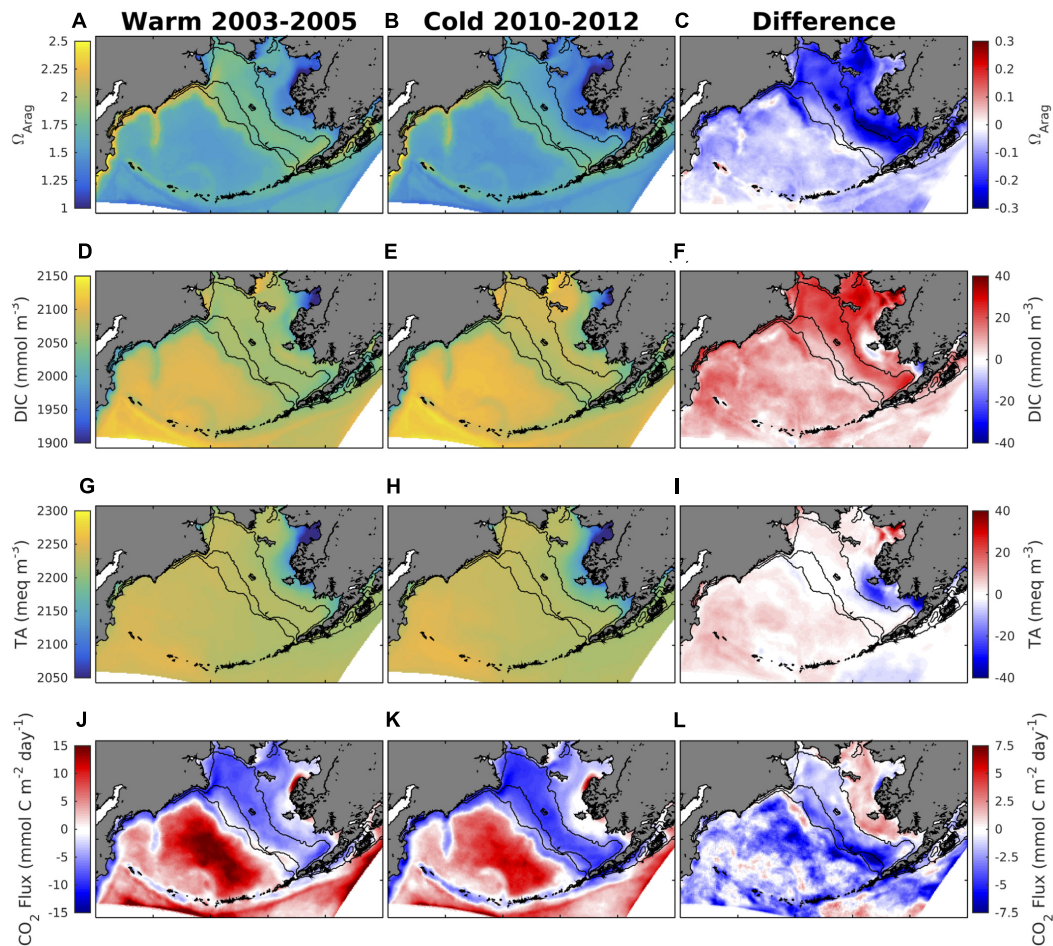 Warm 2003-2005 Cold 2010-2012 Difference
A B C
2.5 2.25 2 1.75 1.5 1.25 1
Ω Arag
0.3 0.2 0.1 0 -0.1 -0.2 -0.3
Ω Arag
D E F
2150 2100 2050 2000 1950 1900
DIC (mmol m-3)
40 20 0 -20 -40
DIC (mmol m-3)
G H I
2300 2250 2200 2150 2100 2050
TA (meq m-3)
40 20 0 -20 -40
TA (meq m-3)
J K L
15 10 5 0 -5 -10 -15
CO2 Flux (mmol C m-2 day-1)
7.5 5 2.5 0 -2.5 -5 -7.5
CO2 Flux (mmol C m-2 day-1)